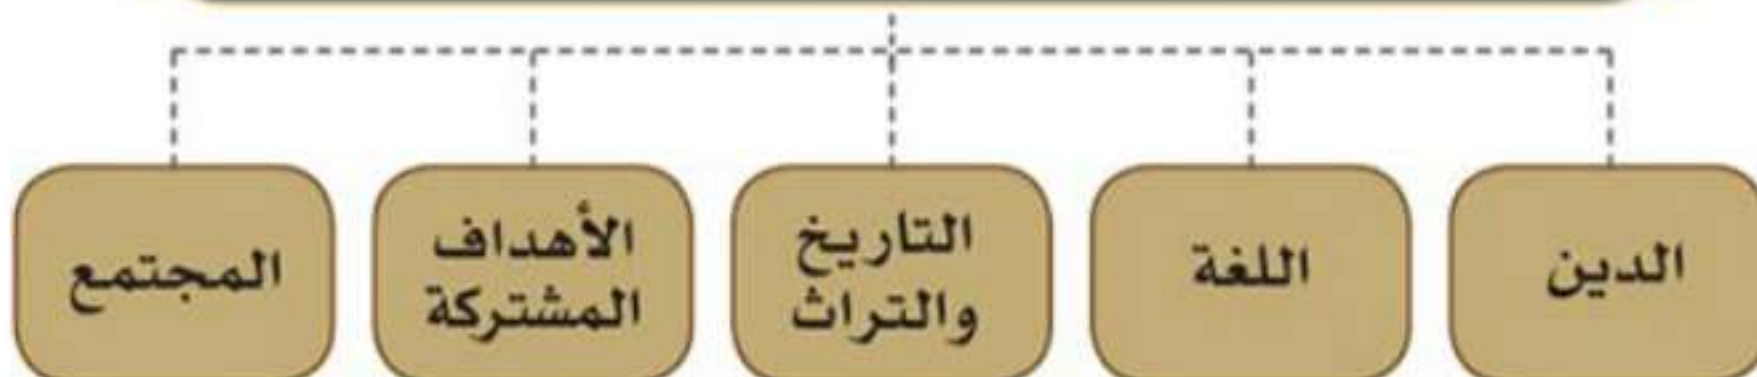 الدين
اللغة
التاريخ
والتراث
الأهداف
المشتركة
المجتمع